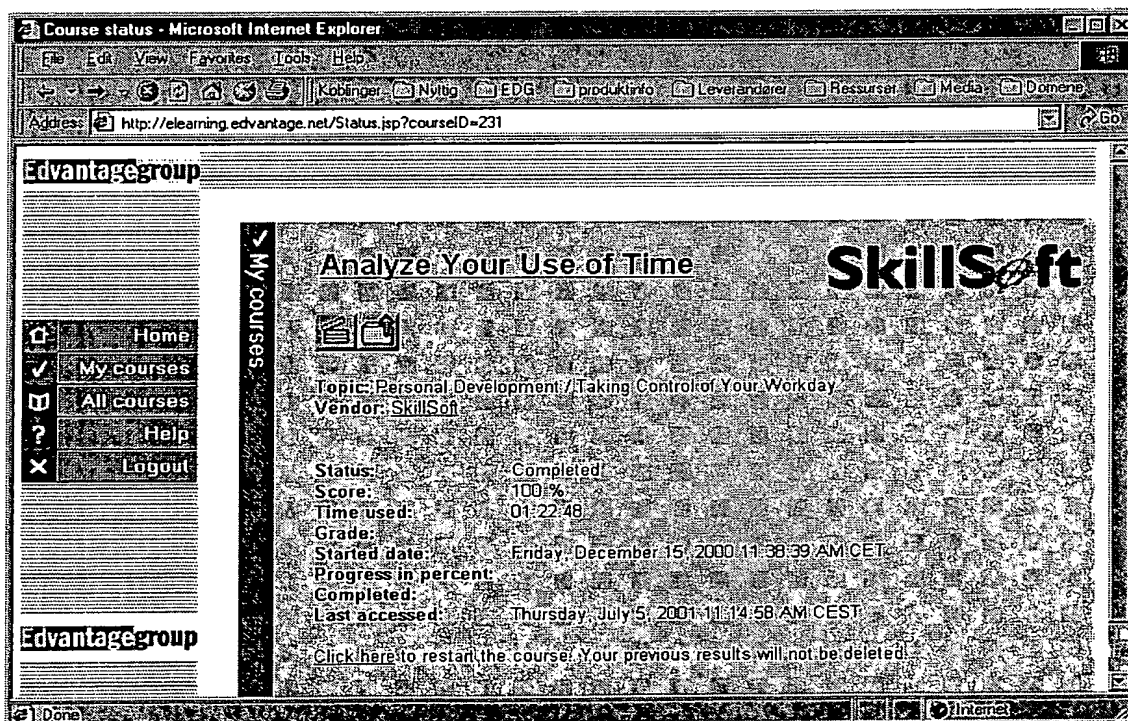 Course status - Microsoft Internet Explorer
File Edit View Favorites Tools Help
Koblinger Nyttig EDG produktinfo Leverandører Ressurser Media Domene
Address http://elearning.edvantage.net/Status.jsp?courseID=231 Go
Edvantagegroup
My courses
Analyze Your Use of Time
SkillSoft
Home
My courses
All courses
Help
Logout
Topic: Personal Development / Taking Control of Your Workday
Vendor: SkillSoft
Status: Completed
Score: 100 %
Time used: 01:22:48
Grade:
Started date: Friday, December 15, 2000 11:38:39 AM CET
Progress in percent:
Completed:
Last accessed: Thursday, July 5, 2001 11:14:58 AM CEST
Edvantagegroup
Click here to restart the course. Your previous results will not be deleted.
Done Internet